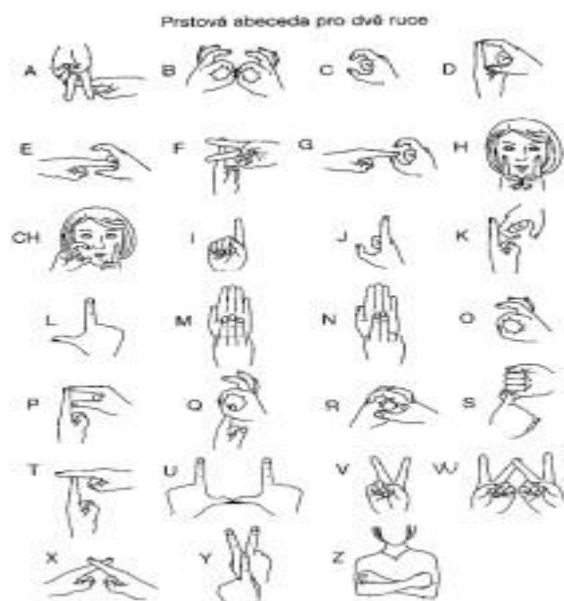 Prstová abeceda pro dvě ruce
A B C D
E F G H
CH I J K
L M N O
P Q R S
T U V W
X Y Z